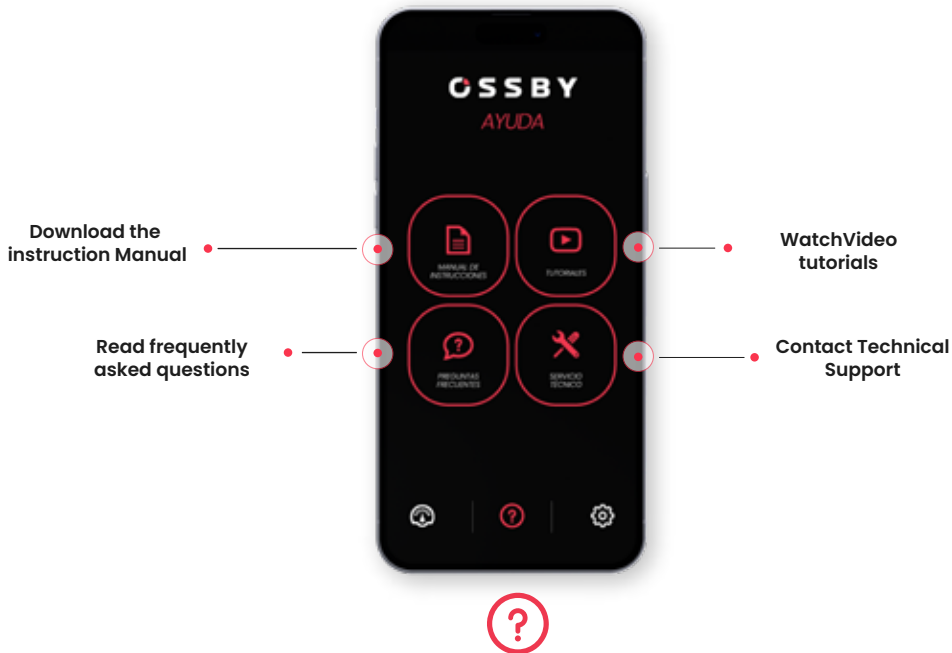 OSSBY
AYUDA
Download the
instruction Manual
MANUAL DE
INSTRUCCIONES
TUTORIALES
WatchVideo
tutorials
Read frequently
asked questions
PREGUNTAS
FRECUENTES
SERVICIO
TÉCNICO
Contact Technical
Support